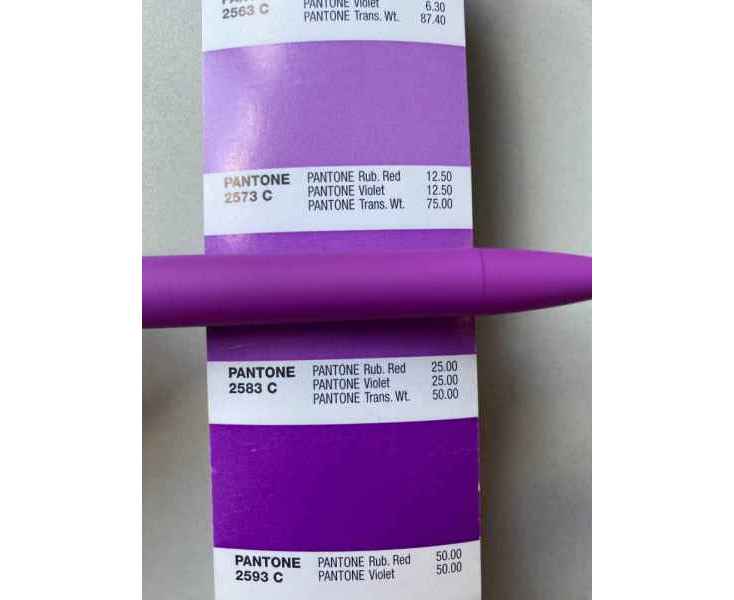 PANTONE PANTONE Violet 6.30
2563 C PANTONE Trans. Wt. 87.40
PANTONE PANTONE Rub. Red 12.50
2573 C PANTONE Violet 12.50
PANTONE Trans. Wt. 75.00
PANTONE PANTONE Rub. Red 25.00
2583 C PANTONE Violet 25.00
PANTONE Trans. Wt. 50.00
PANTONE PANTONE Rub. Red 50.00
2593 C PANTONE Violet 50.00